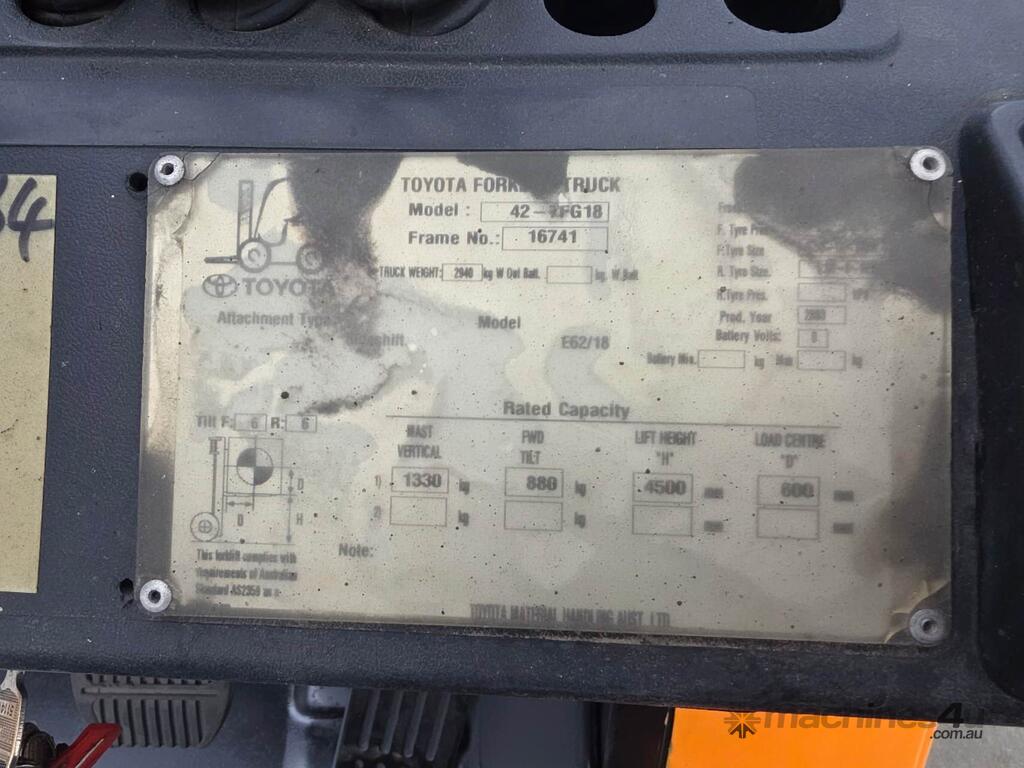 TOYOTA TRUCK
Model : 42-7FG18
Frame No.: 16741
TRUCK WEIGHT: 2940 kg W Out Batt. kg. W. Batt
TOYOTA
F. Tyre Pres
F. Tyre Size
R. Tyre Size.
R. Tyre Pres.
Prod. Year
Battery Volts: 0
Battery Min. kg Max kg
Attachment Type Model
E62/18
Rated Capacity
Tilt F: 6 R: 6
MAST VERTICAL FWD TILT LIFT HEIGHT "H" LOAD CENTRE "D"
1) 1330 kg 880 kg 4500 mm 600 mm
2) kg kg mm mm
D
D H
Note:
This forklift complies with
Requirements of Australian
Standard AS2359
TOYOTA MATERIAL HANDLING AUST. LTD
machines4u
.com.au